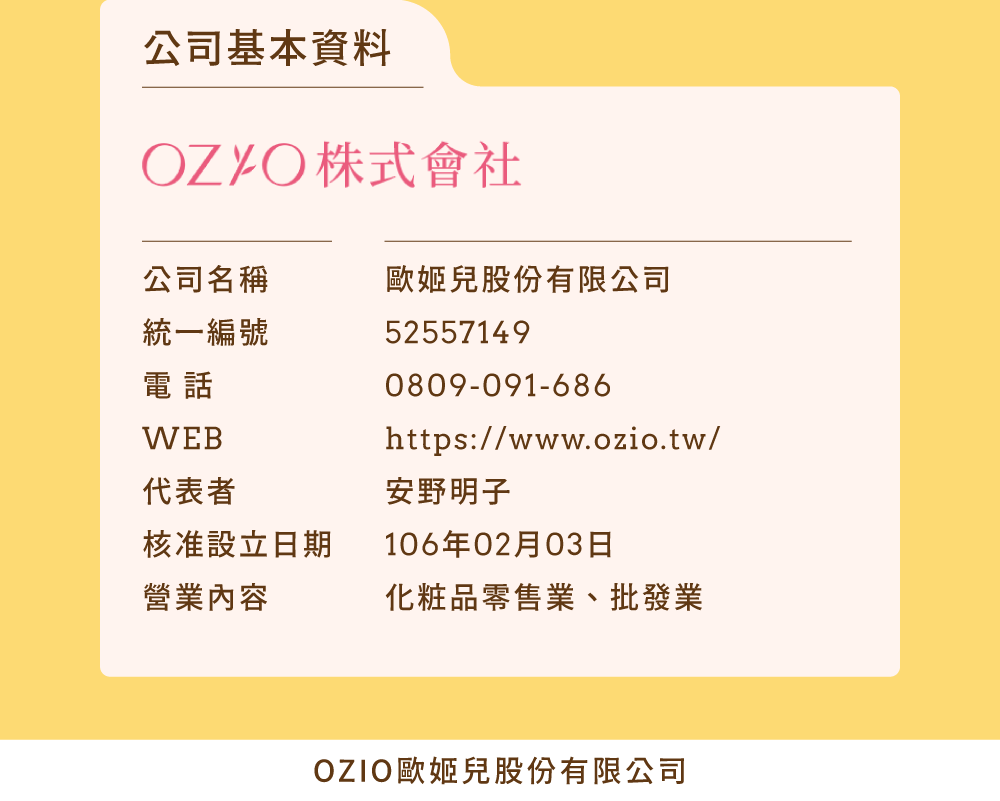 公司基本資料
OZIO株式會社
公司名稱 歐姬兒股份有限公司
統一編號 52557149
電 話 0809-091-686
WEB https://www.ozio.tw/
代表者 安野明子
核准設立日期 106年02月03日
營業內容 化粧品零售業、批發業
OZIO歐姬兒股份有限公司